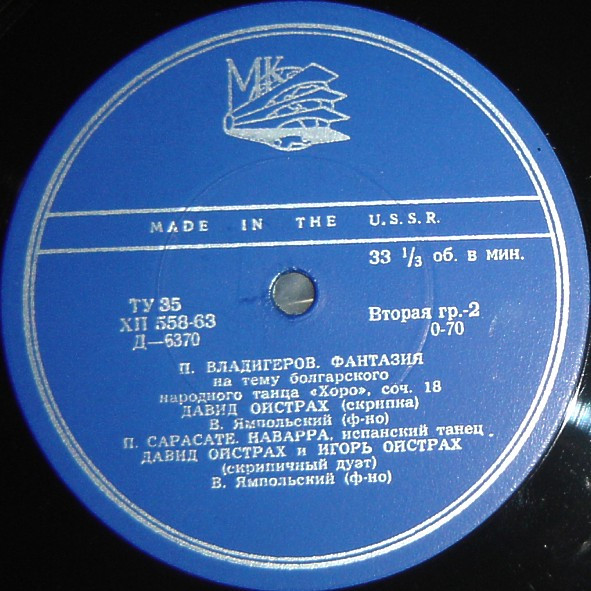 МК
MADE IN THE U.S.S.R.
33 1/3 об. в мин.
ТУ 35
ХП 558-63
Д—6370
Вторая гр.-2
0-70
П. ВЛАДИГЕРОВ. ФАНТАЗИЯ
на тему болгарского
народного танца «Хоро», соч. 18
ДАВИД ОЙСТРАХ (скрипка)
В. Ямпольский (ф-но)
П. САРАСАТЕ. НАВАРРА, испанский танец
ДАВИД ОЙСТРАХ и ИГОРЬ ОЙСТРАХ
(скрипичный дуэт)
В. Ямпольский (ф-но)